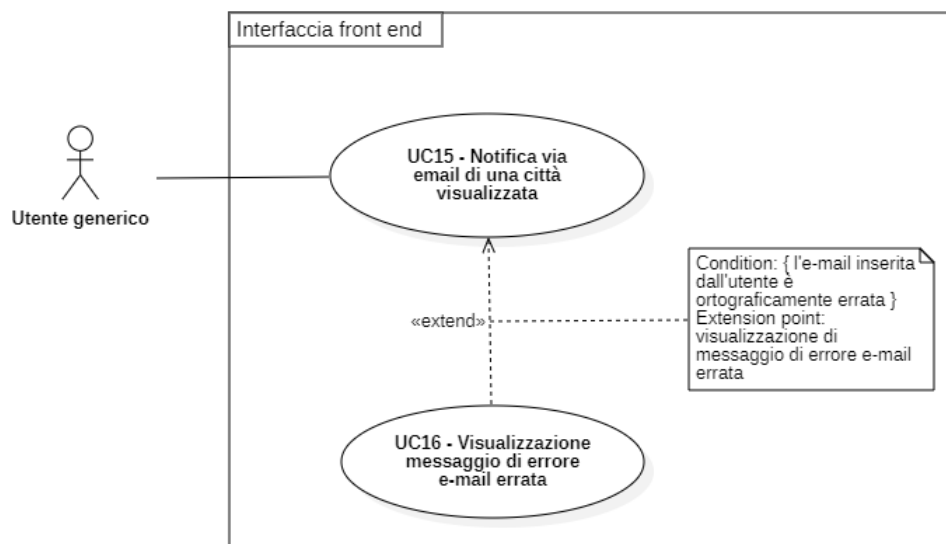 Interfaccia front end
UC15 - Notifica via
email di una città
visualizzata
Utente generico
Condition: { l'e-mail inserita
dall'utente è
ortograficamente errata }
Extension point:
visualizzazione di
messaggio di errore e-mail
errata
«extend»
UC16 - Visualizzazione
messaggio di errore
e-mail errata